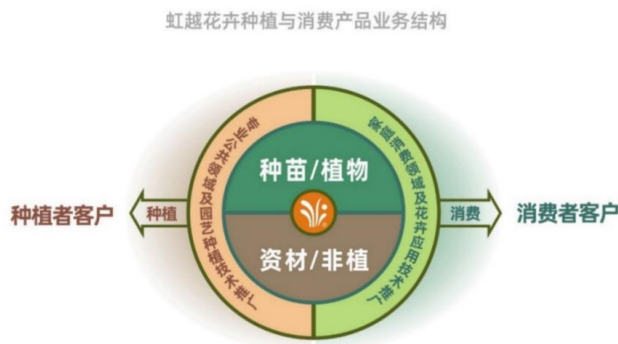 虹越花卉种植与消费产品业务结构
专业公共领域及园艺种植技术推广
家庭消费领域及花卉应用技术推广
种苗/植物
种植者客户
种植
消费
消费者客户
资材/非植